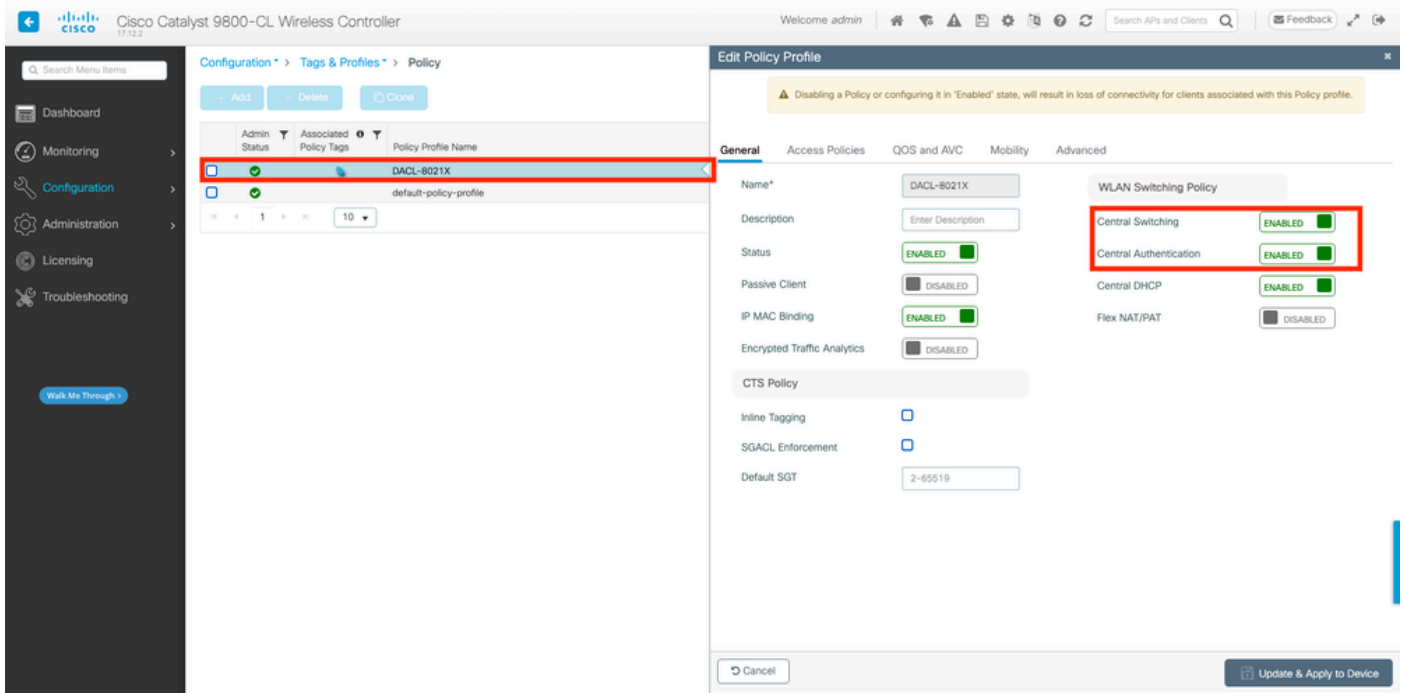 cisco
Cisco Catalyst 9800-CL Wireless Controller
17.12.2
Welcome admin
Search APs and Clients
Feedback
Search Menu Items
Dashboard
Monitoring
Configuration
Administration
Licensing
Troubleshooting
Walk Me Through >
Configuration > Tags & Profiles > Policy
+ Add
Delete
Clone
Admin Status
Associated Policy Tags
Policy Profile Name
DACL-8021X
default-policy-profile
1
10
Edit Policy Profile
Disabling a Policy or configuring it in 'Enabled' state, will result in loss of connectivity for clients associated with this Policy profile.
General Access Policies QOS and AVC Mobility Advanced
Name* DACL-8021X
Description Enter Description
Status ENABLED
Passive Client DISABLED
IP MAC Binding ENABLED
Encrypted Traffic Analytics DISABLED
CTS Policy
Inline Tagging
SGACL Enforcement
Default SGT 2-65519
WLAN Switching Policy
Central Switching ENABLED
Central Authentication ENABLED
Central DHCP ENABLED
Flex NAT/PAT DISABLED
Cancel
Update & Apply to Device